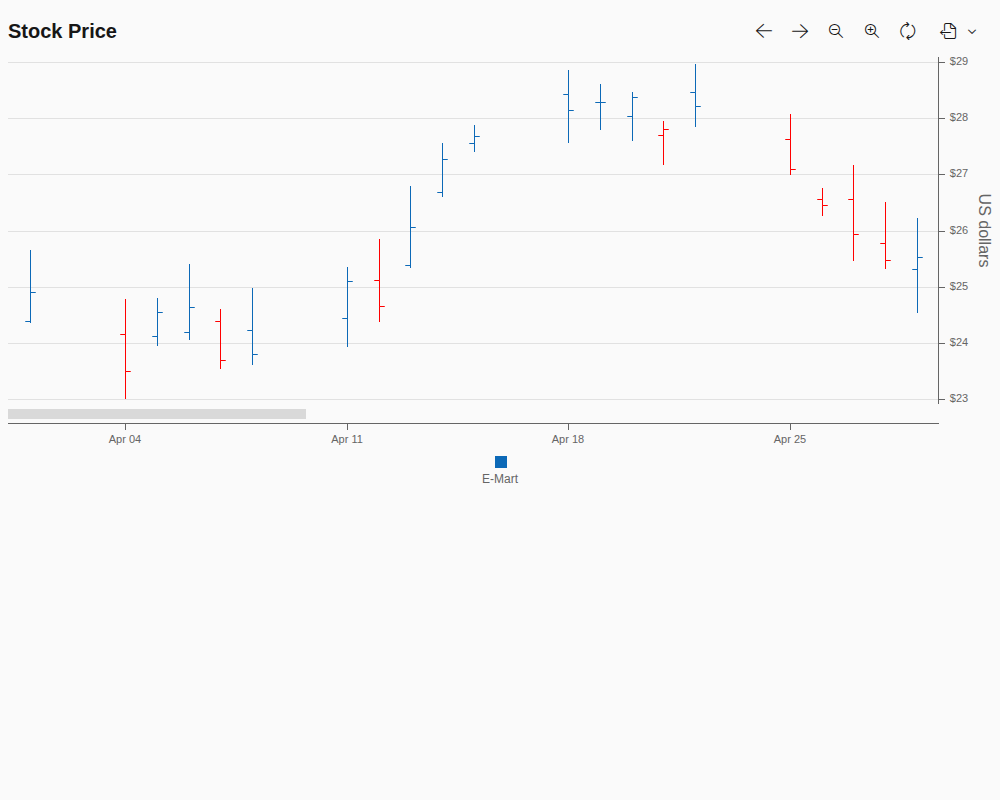 Stock Price
$29
$28
$27
$26
$25
$24
$23
US dollars
Apr 04
Apr 11
Apr 18
Apr 25
E-Mart